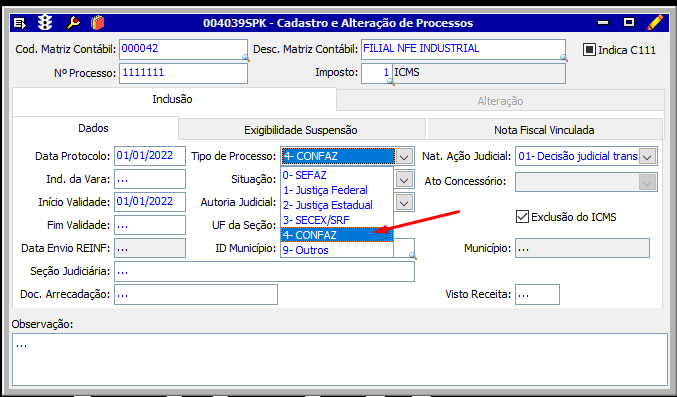 004039SPK - Cadastro e Alteração de Processos
Cod. Matriz Contábil: 000042 Desc. Matriz Contábil: FILIAL NFE INDUSTRIAL Indica C111
Nº Processo: 1111111 Imposto: 1 ICMS
Inclusão Alteração
Dados Exigibilidade Suspensão Nota Fiscal Vinculada
Data Protocolo: 01/01/2022 Tipo de Processo: 4- CONFAZ Nat. Ação Judicial: 01- Decisão judicial trans
0- SEFAZ
Ind. da Vara: ... Situação: Ato Concessório:
1- Justiça Federal
Início Validade: 01/01/2022 Autoria Judicial: 2- Justiça Estadual
Fim Validade: ... UF da Seção: 3- SECEX/SRF Exclusão do ICMS
4- CONFAZ
Data Envio REINF: ... ID Município: 9- Outros Município: ...
Seção Judiciária: ...
Doc. Arrecadação: ... Visto Receita: ...
Observação:
...